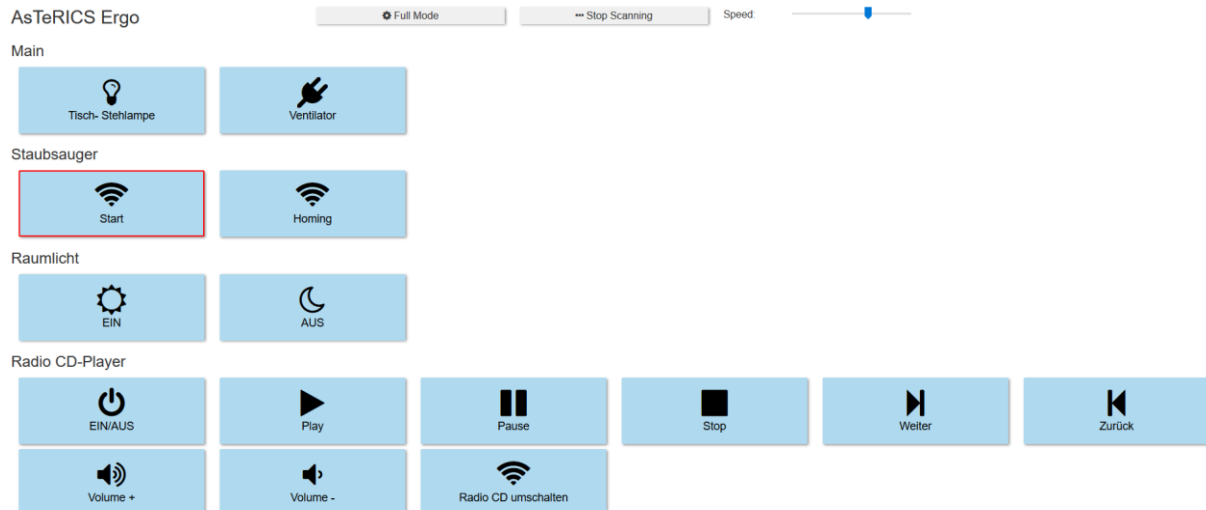 AsTeRICS Ergo
Full Mode
Stop Scanning
Speed:
Main
Tisch- Stehlampe
Ventilator
Staubsauger
Start
Homing
Raumlicht
EIN
AUS
Radio CD-Player
EIN/AUS
Play
Pause
Stop
Weiter
Zurück
Volume +
Volume -
Radio CD umschalten